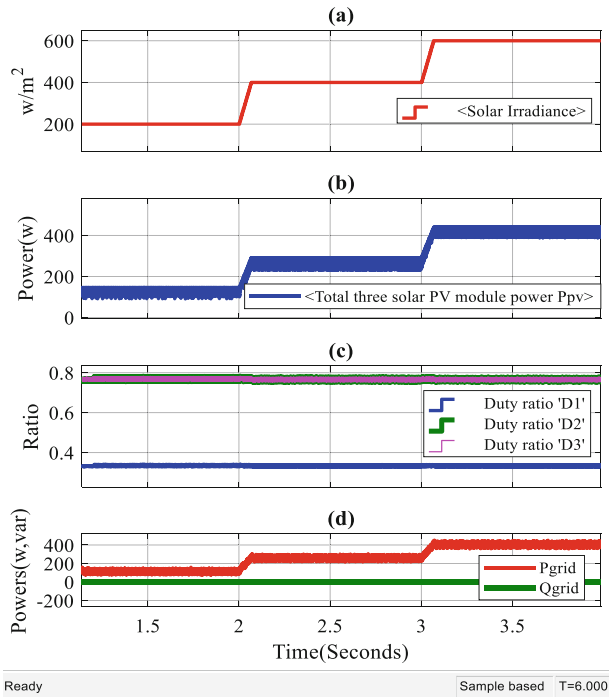 (a)
w/m²
600
400
200
<Solar Irradiance>
(b)
Power(w)
400
200
0
<Total three solar PV module power Ppv>
(c)
Ratio
0.8
0.6
0.4
Duty ratio 'D1'
Duty ratio 'D2'
Duty ratio 'D3'
(d)
Powers(w,var)
400
200
0
-200
Pgrid
Qgrid
1.5 2 2.5 3 3.5
Time(Seconds)
Ready Sample based T=6.000